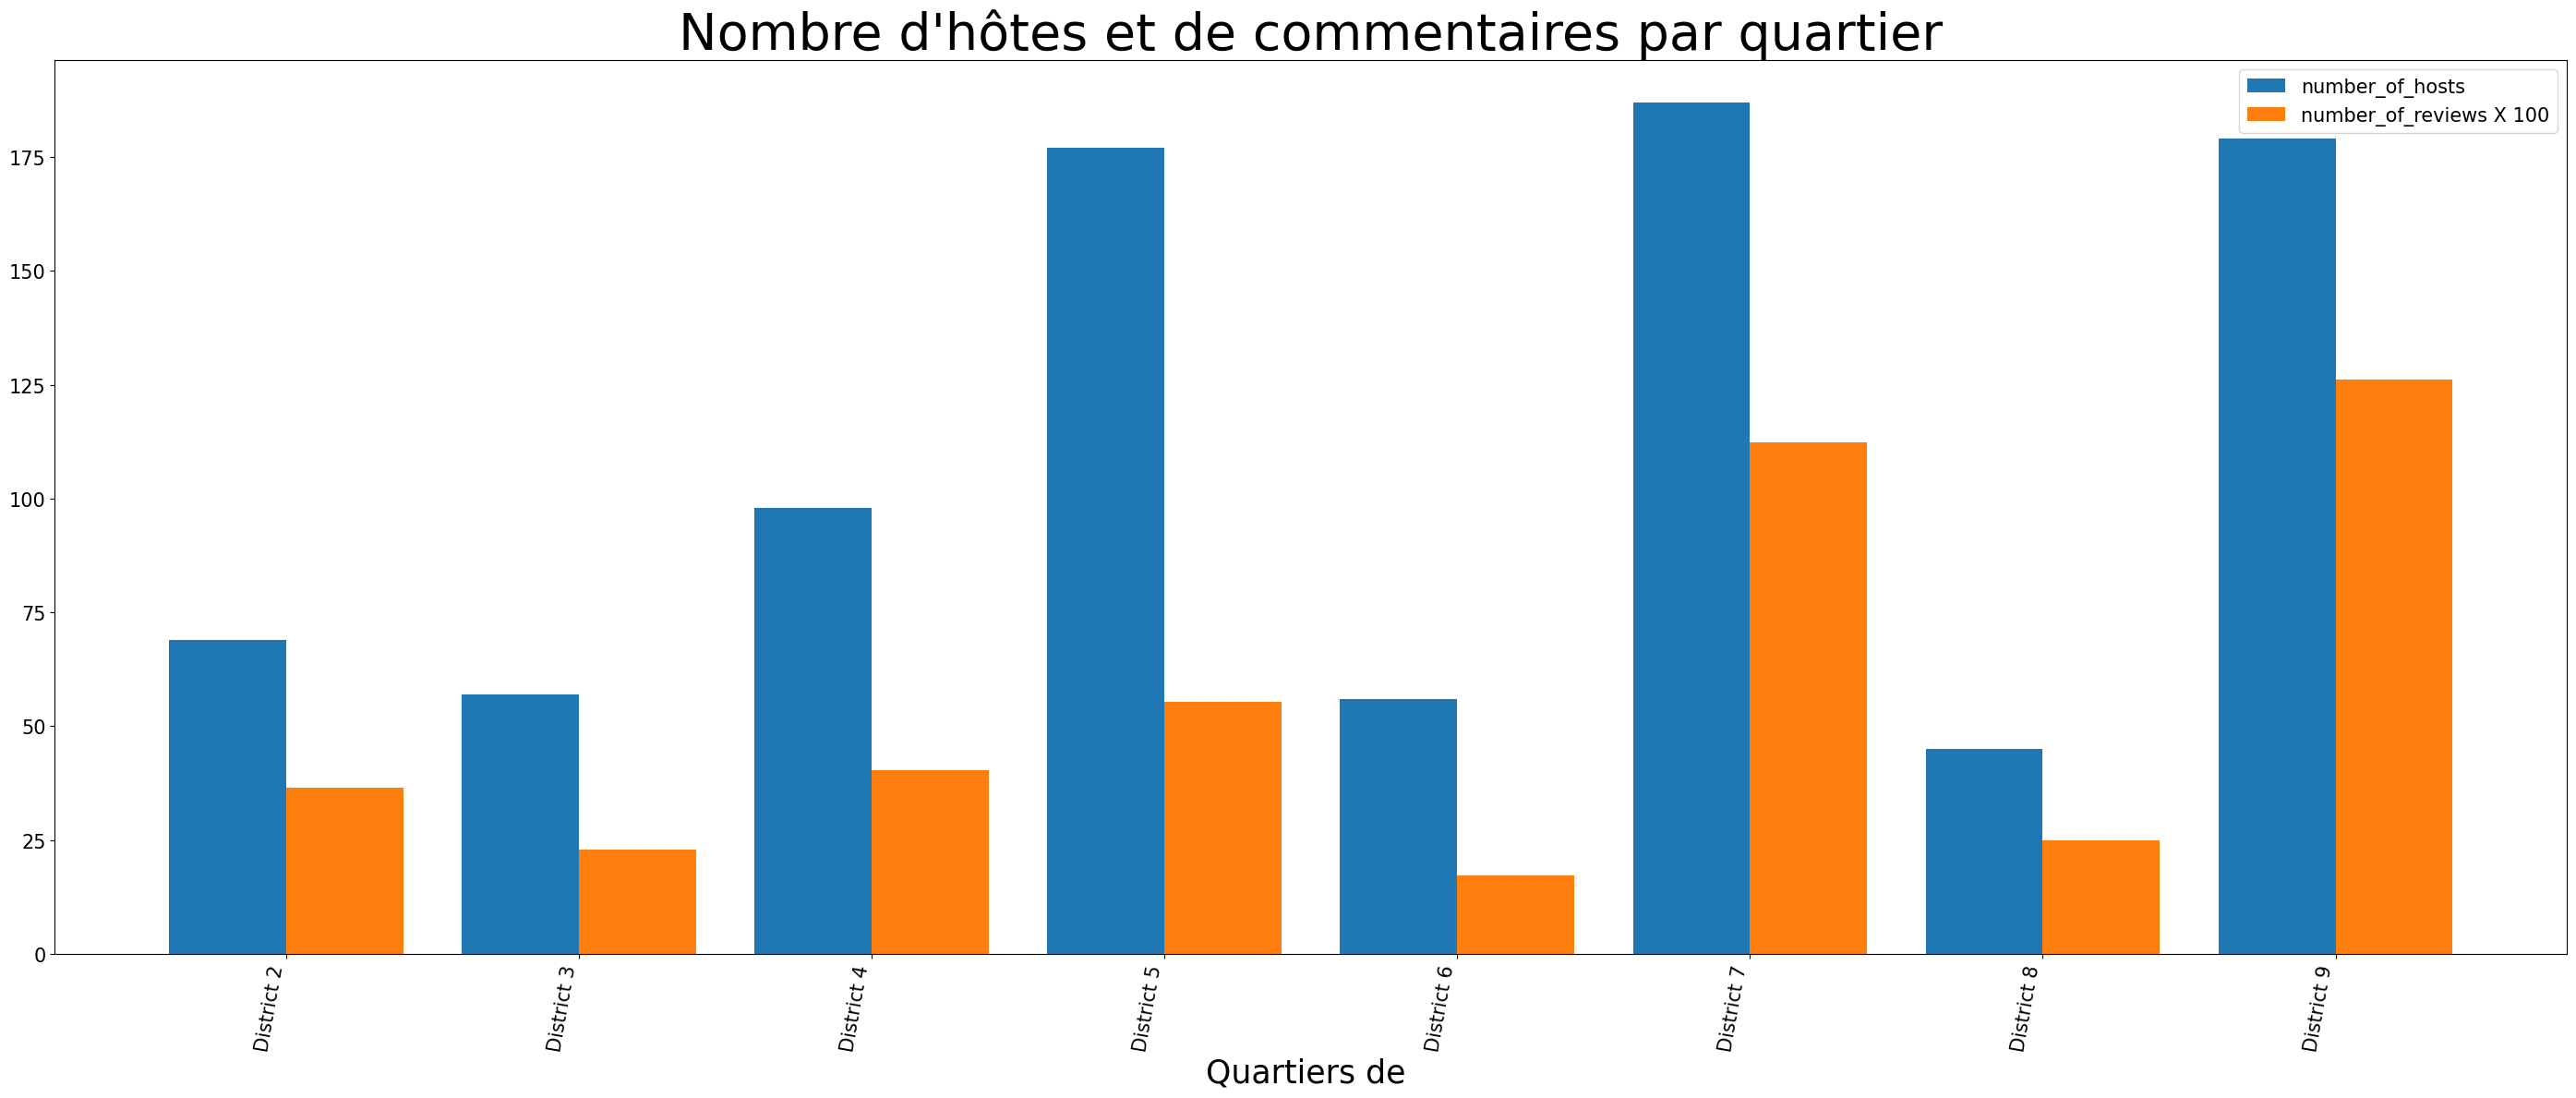 Nombre d'hôtes et de commentaires par quartier
number_of_hosts
number_of_reviews X 100
175
150
125
100
75
50
25
0
District 2
District 3
District 4
District 5
District 6
District 7
District 8
District 9
Quartiers de